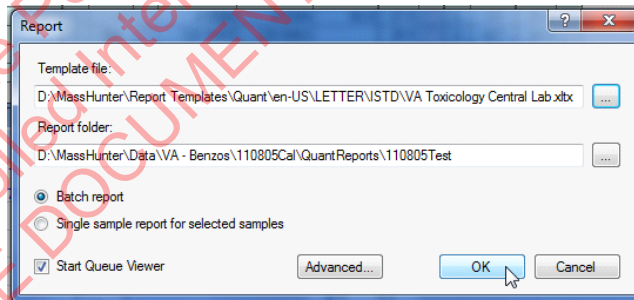 Report
Template file:
D:\MassHunter\Report Templates\Quant\en-US\LETTER\ISTD\VA Toxicology Central Lab.xltx
...
Report folder:
D:\MassHunter\Data\VA - Benzos\110805Cal\QuantReports\110805Test
...
Batch report
Single sample report for selected samples
Start Queue Viewer
Advanced...
OK
Cancel
DOCUMEN